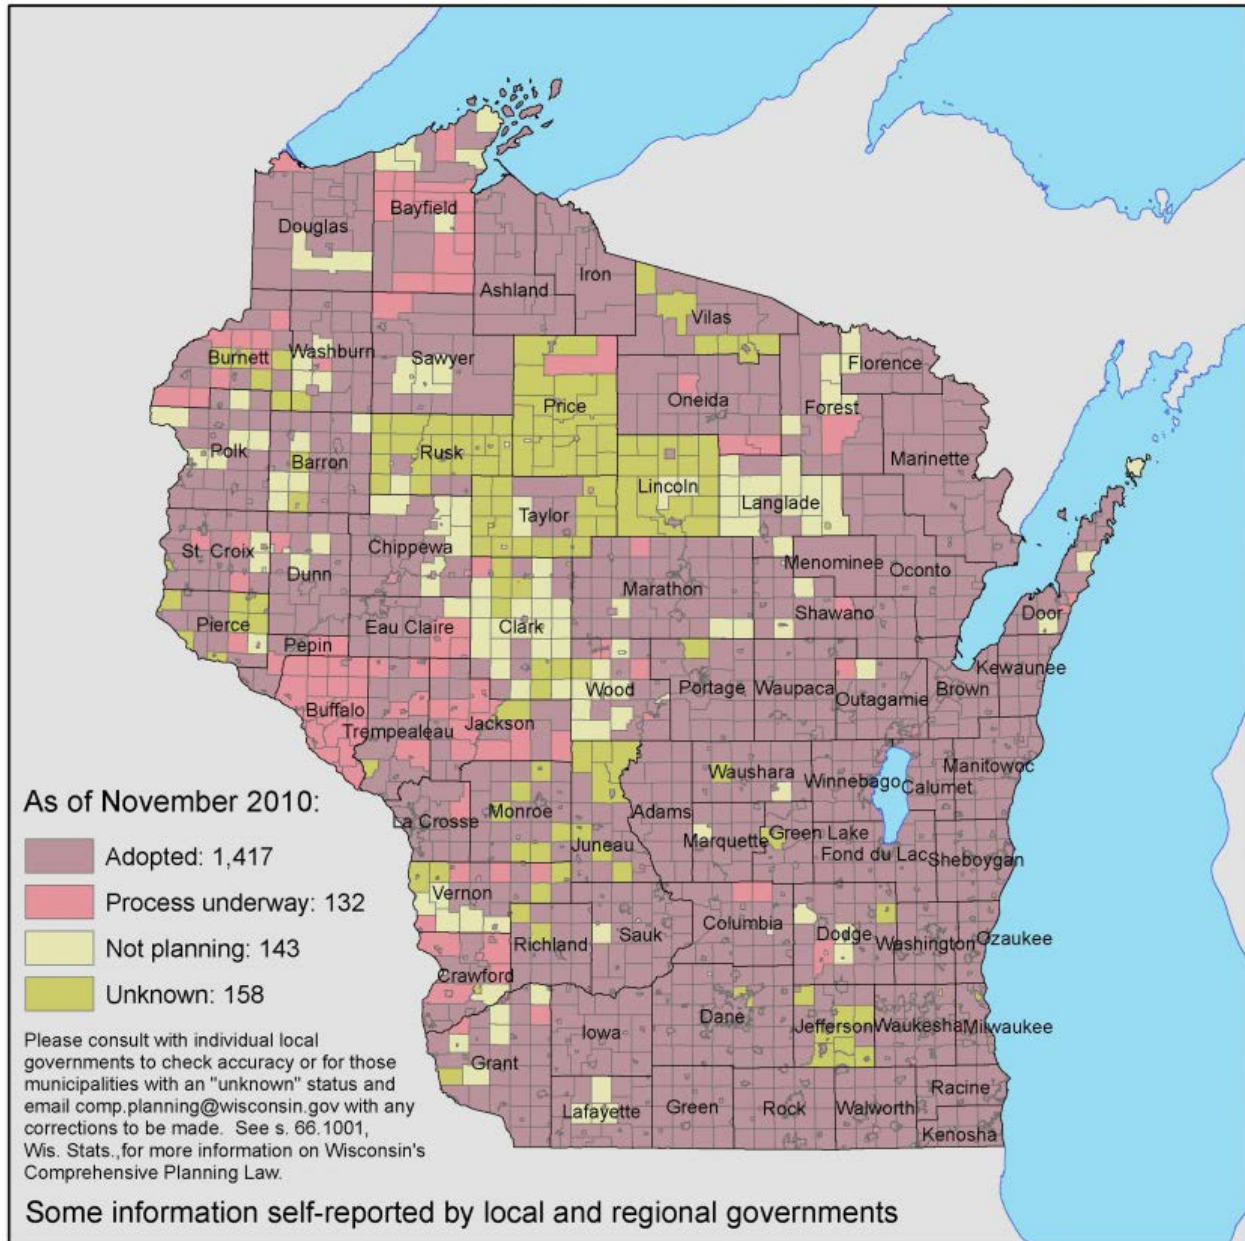 Bayfield
Douglas
Iron
Ashland
Vilas
Burnett
Washburn
Sawyer
Florence
Price
Oneida
Forest
Polk
Barron
Rusk
Marinette
Lincoln
Langlade
Taylor
St. Croix
Chippewa
Dunn
Menominee
Oconto
Marathon
Shawano
Pierce
Eau Claire
Clark
Door
Pepin
Kewaunee
Wood
Portage
Waupaca
Outagamie
Brown
Buffalo
Trempealeau
Jackson
Waushara
Winnebago
Calumet
Manitowoc
La Crosse
Monroe
Adams
Juneau
Marquette
Green Lake
Fond du Lac
Sheboygan
Vernon
Richland
Sauk
Columbia
Dodge
Washington
Ozaukee
Crawford
Dane
Jefferson
Waukesha
Milwaukee
Iowa
Grant
Lafayette
Green
Rock
Walworth
Racine
Kenosha
As of November 2010:
Adopted: 1,417
Process underway: 132
Not planning: 143
Unknown: 158
Please consult with individual local
governments to check accuracy or for those
municipalities with an "unknown" status and
email comp.planning@wisconsin.gov with any
corrections to be made.  See s. 66.1001,
Wis. Stats.,for more information on Wisconsin's
Comprehensive Planning Law.
Some information self-reported by local and regional governments